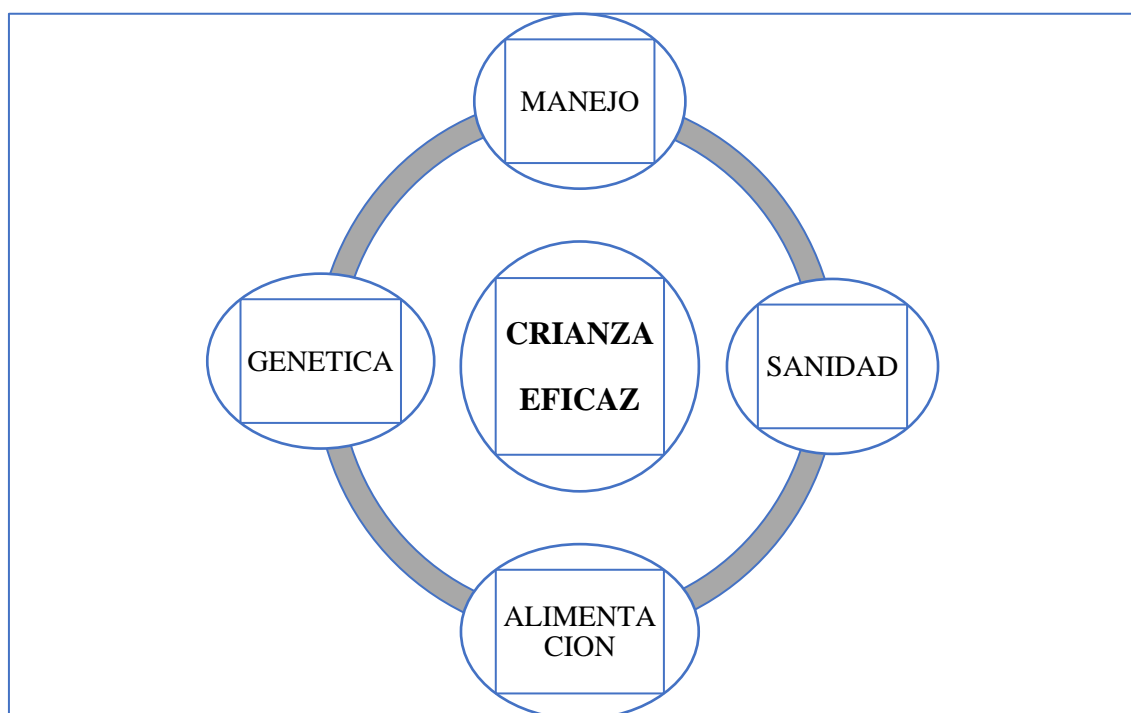 MANEJO
GENETICA
CRIANZA
EFICAZ
SANIDAD
ALIMENTA
CION